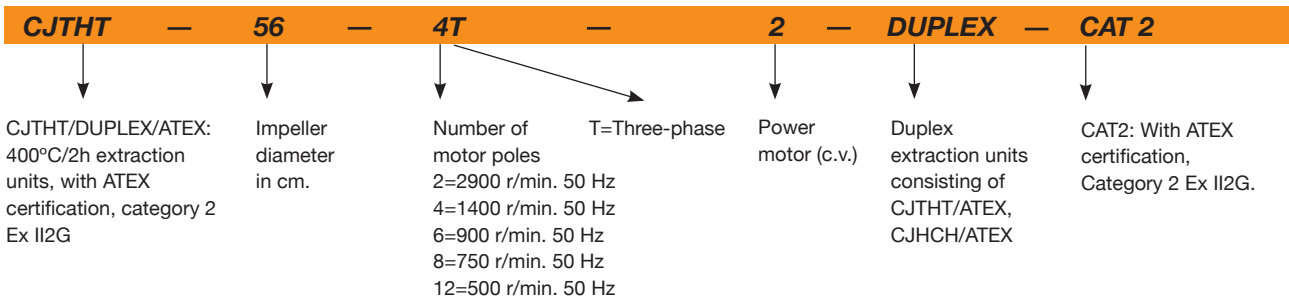 CJTHT — 56 — 4T — 2 — DUPLEX — CAT 2
CJTHT/DUPLEX/ATEX:
400ºC/2h extraction
units, with ATEX
certification, category 2
Ex II2G
Impeller
diameter
in cm.
Number of
motor poles
2=2900 r/min. 50 Hz
4=1400 r/min. 50 Hz
6=900 r/min. 50 Hz
8=750 r/min. 50 Hz
12=500 r/min. 50 Hz
T=Three-phase
Power
motor (c.v.)
Duplex
extraction units
consisting of
CJTHT/ATEX,
CJHCH/ATEX
CAT2: With ATEX
certification,
Category 2 Ex II2G.